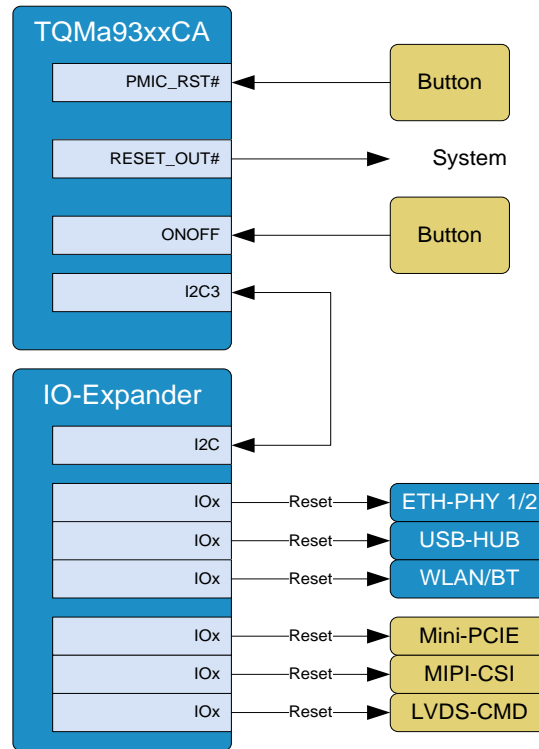 TQMa93xxCA
PMIC_RST#
Button
RESET_OUT#
System
ONOFF
Button
I2C3
IO-Expander
I2C
IOx Reset ETH-PHY 1/2
IOx Reset USB-HUB
IOx Reset WLAN/BT
IOx Reset Mini-PCIE
IOx Reset MIPI-CSI
IOx Reset LVDS-CMD